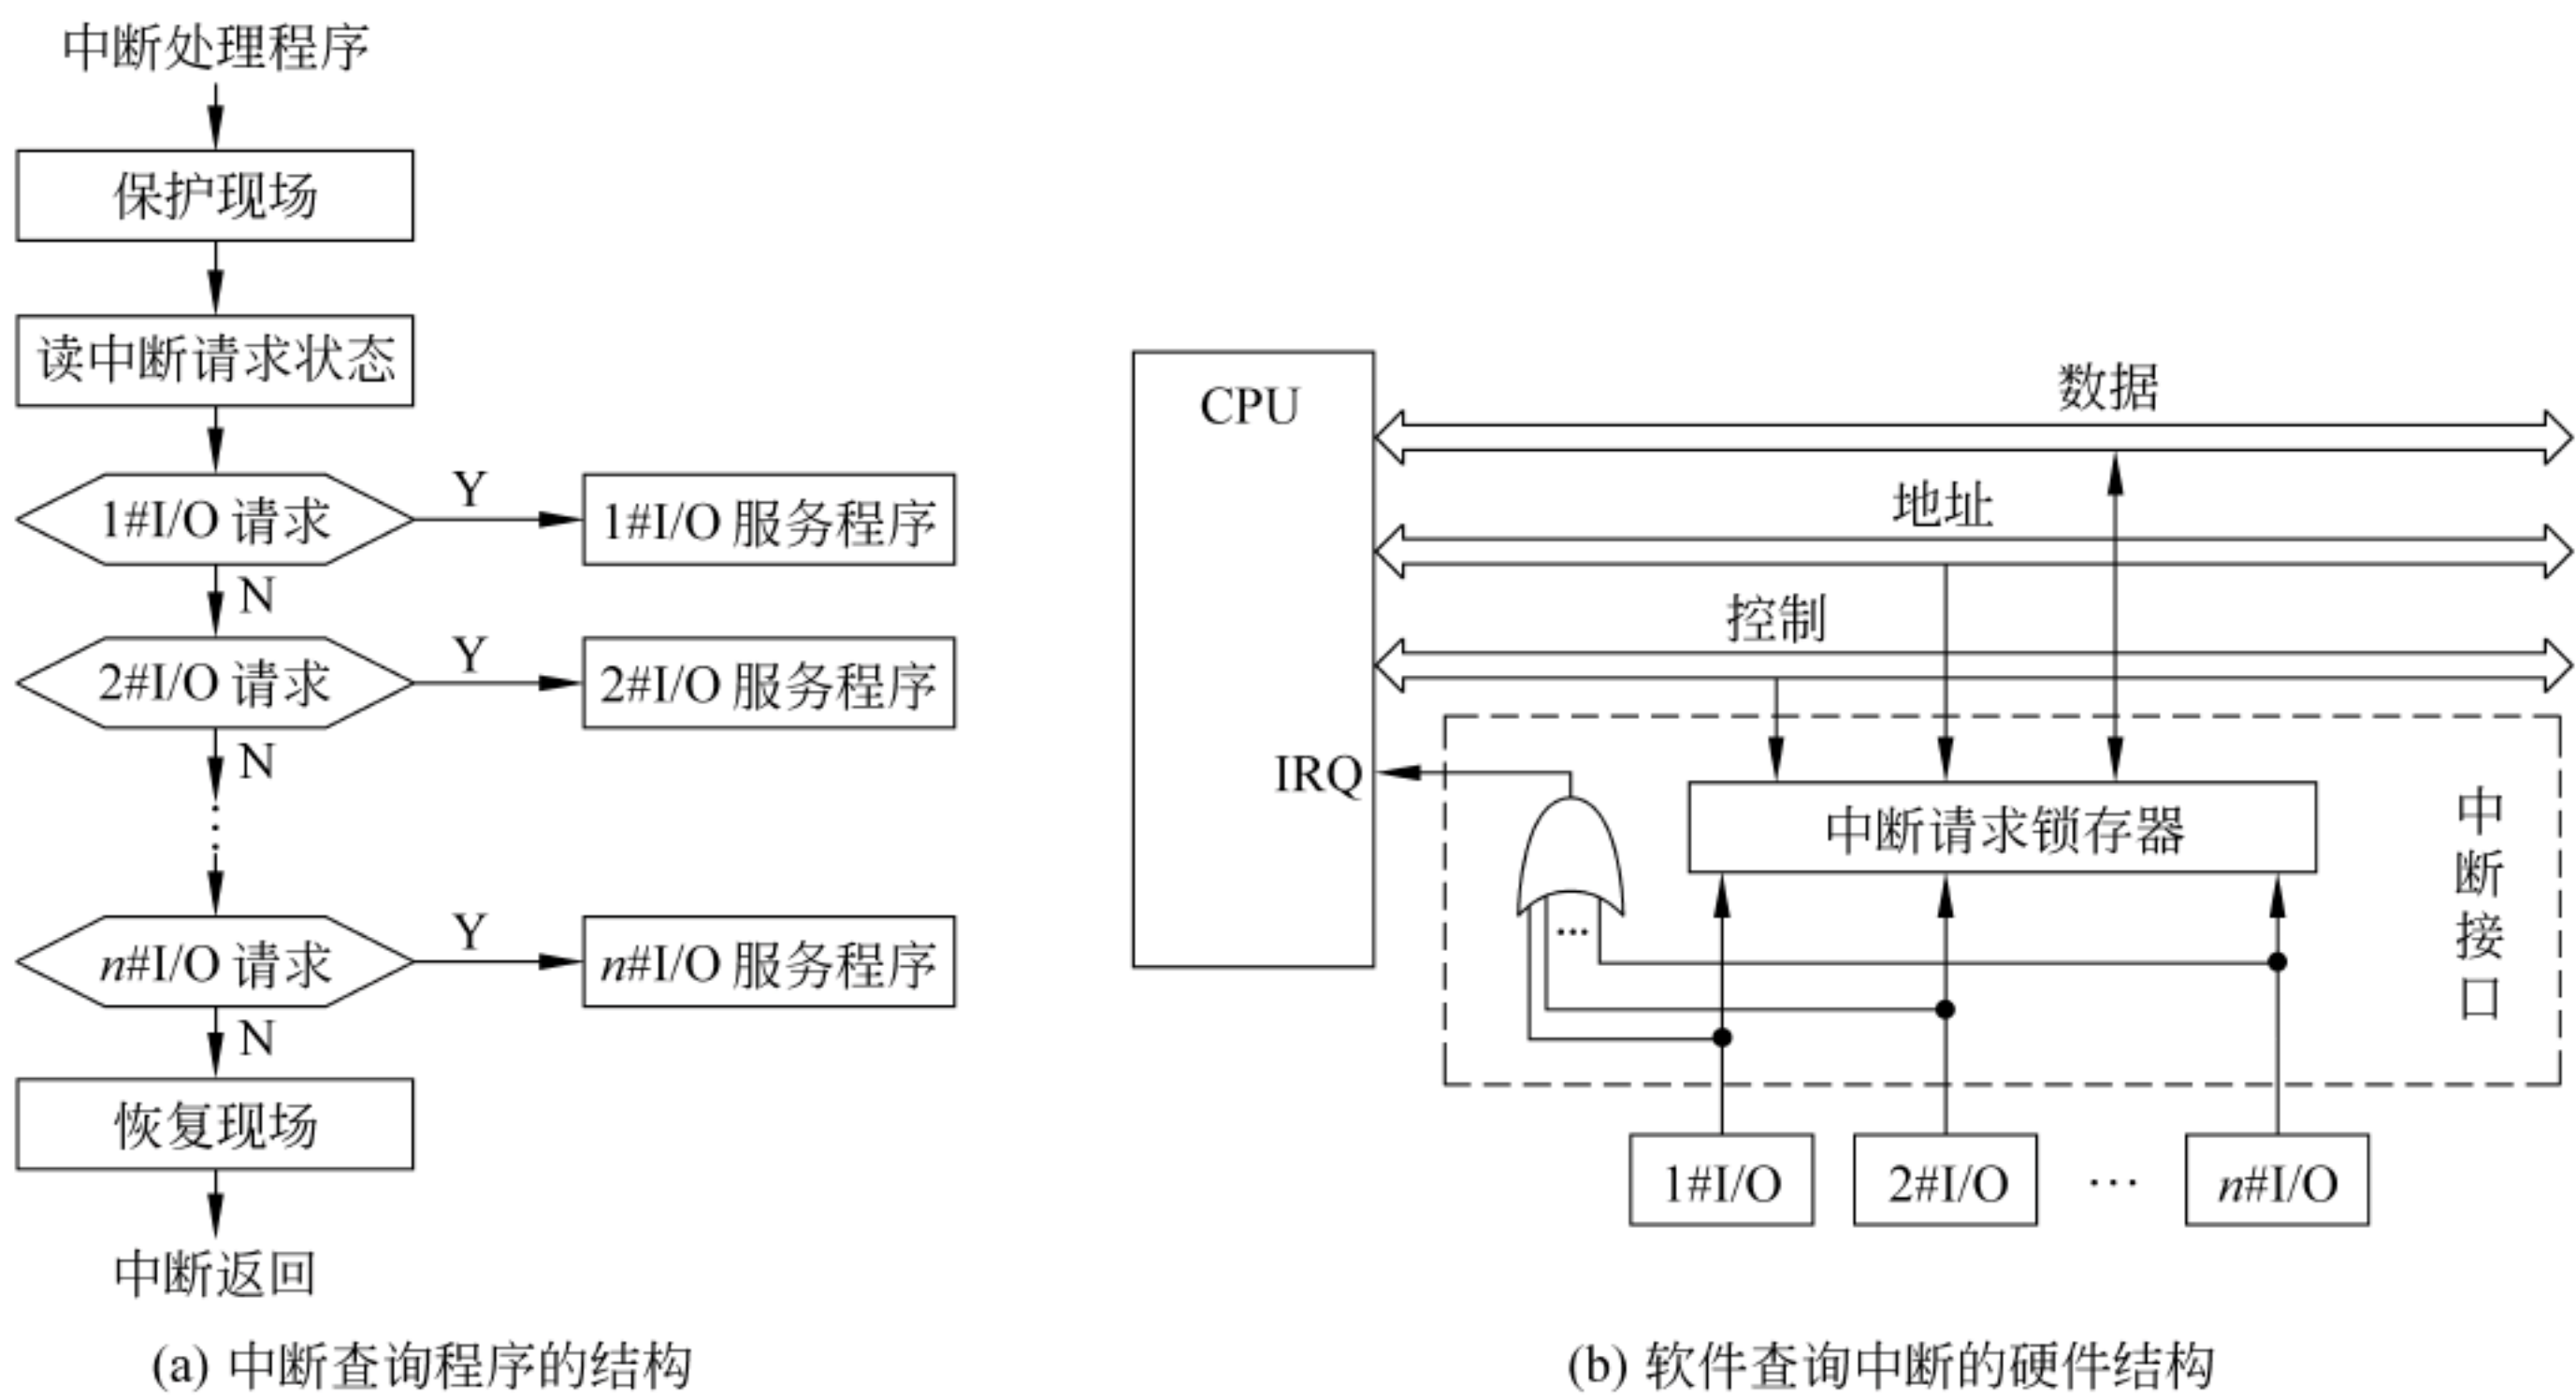 中断处理程序
保护现场
读中断请求状态
1#I/O 请求
Y
1#I/O 服务程序
N
2#I/O 请求
Y
2#I/O 服务程序
N
⋮
n#I/O 请求
Y
n#I/O 服务程序
N
恢复现场
中断返回
(a) 中断查询程序的结构
CPU
数据
地址
控制
IRQ
中断请求锁存器
中断接口
…
1#I/O
2#I/O
…
n#I/O
(b) 软件查询中断的硬件结构